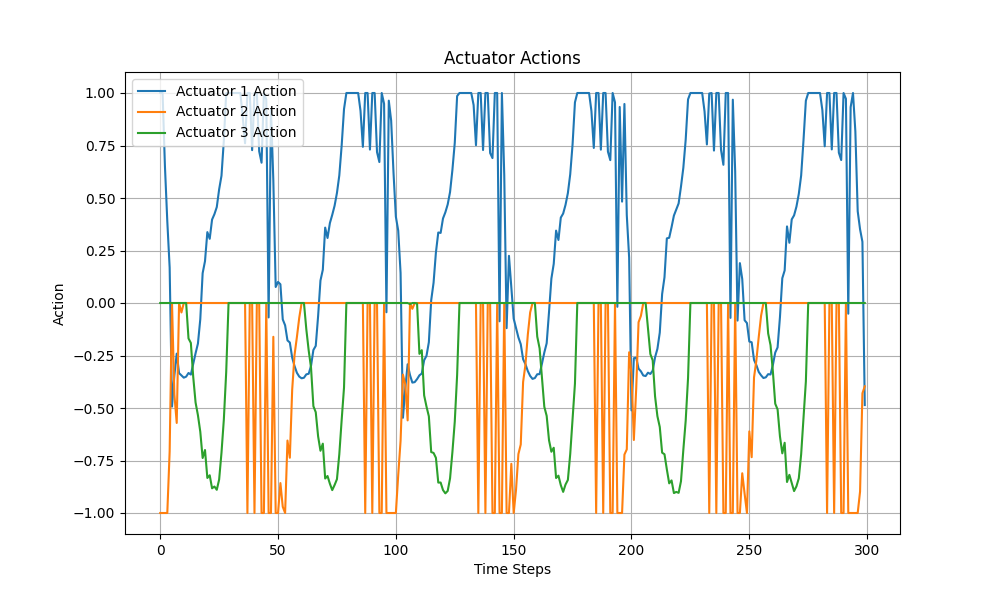 Actuator Actions
Actuator 1 Action
Actuator 2 Action
Actuator 3 Action
Action
1.00
0.75
0.50
0.25
0.00
−0.25
−0.50
−0.75
−1.00
0 50 100 150 200 250 300
Time Steps